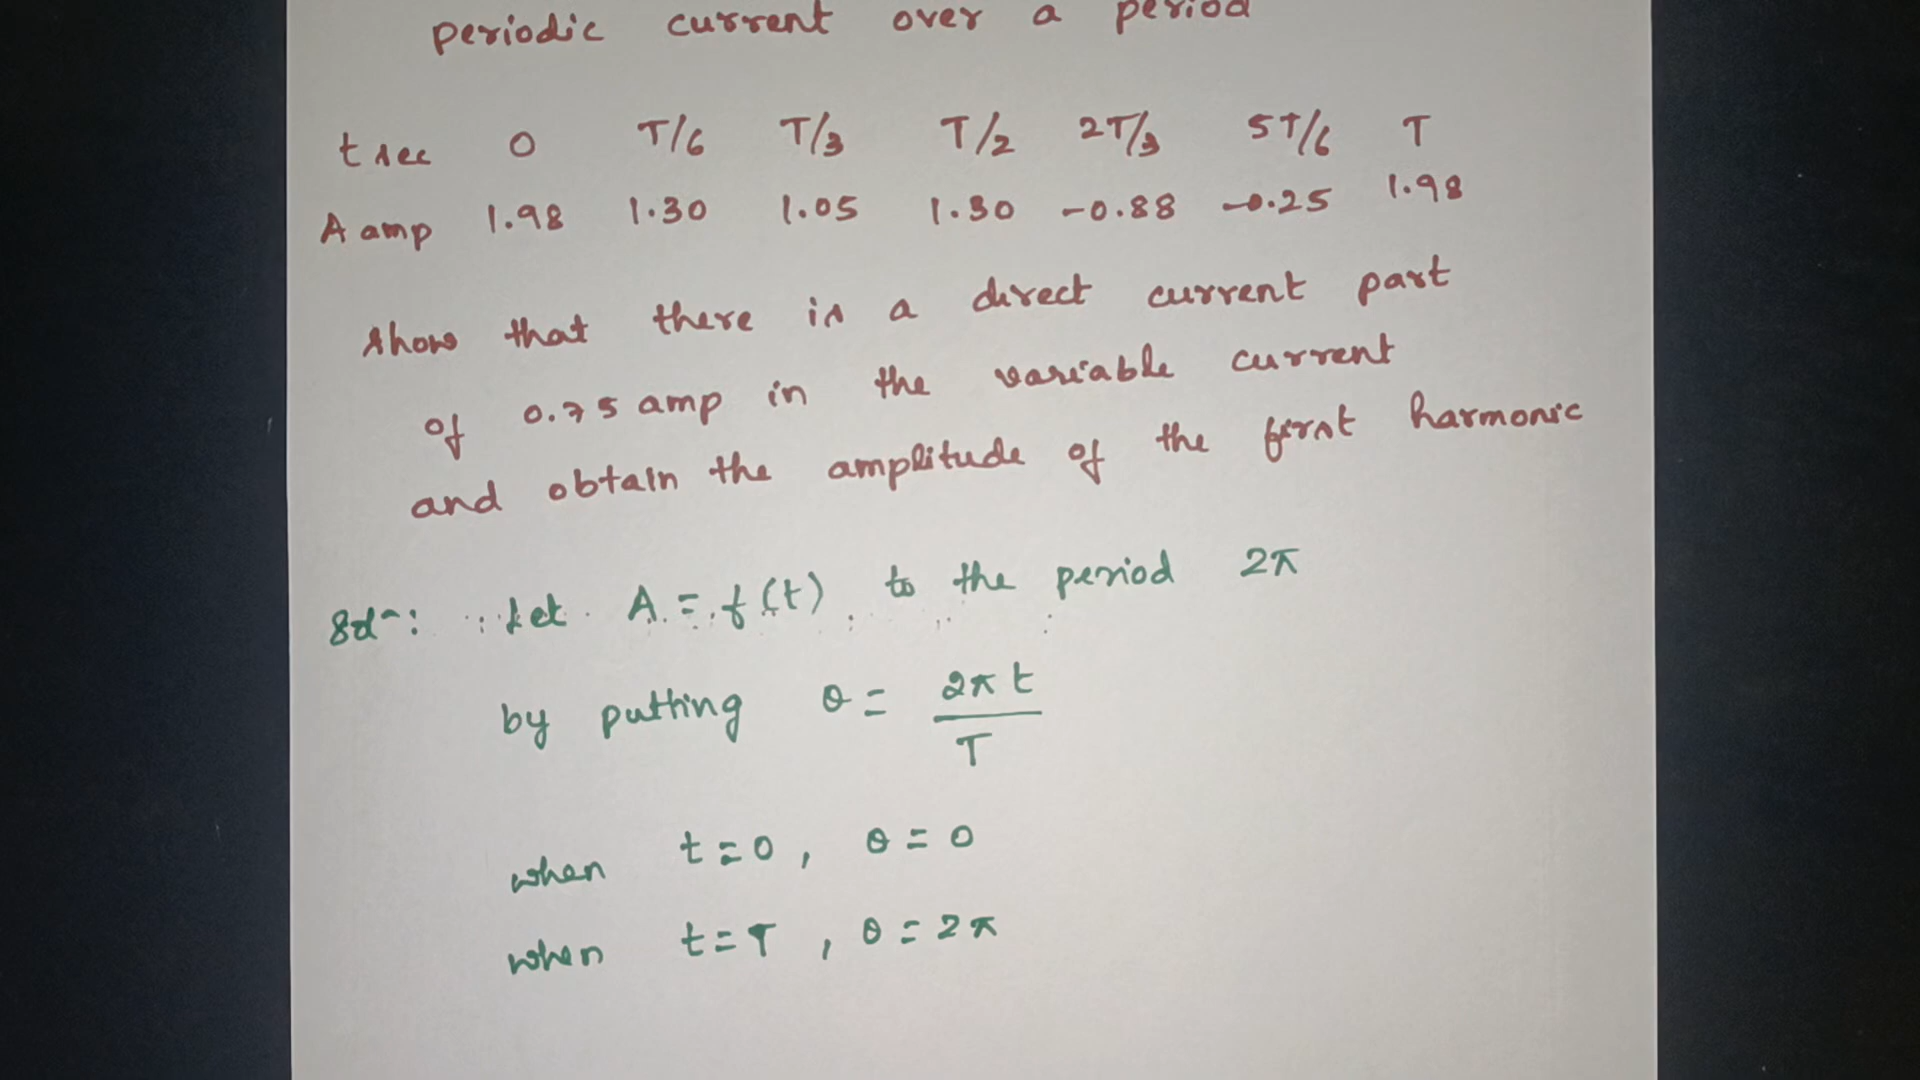 periodic current over a period
t sec 0 T/6 T/3 T/2 2T/3 5T/6 T
A amp 1.98 1.30 1.05 1.30 -0.88 -0.25 1.98
show that there is a direct current part
of 0.75 amp in the variable current
and obtain the amplitude of the first harmonic
Soln: Let A = f(t) to the period 2π
by putting θ = 2πt/T
when t=0, θ=0
when t=T, θ=2π